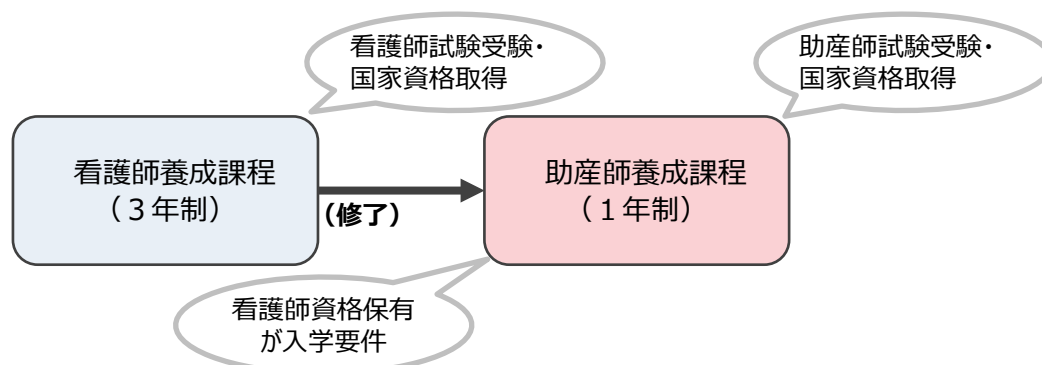 看護師試験受験・
国家資格取得
助産師試験受験・
国家資格取得
看護師養成課程
（３年制）
（修了）
助産師養成課程
（１年制）
看護師資格保有
が入学要件